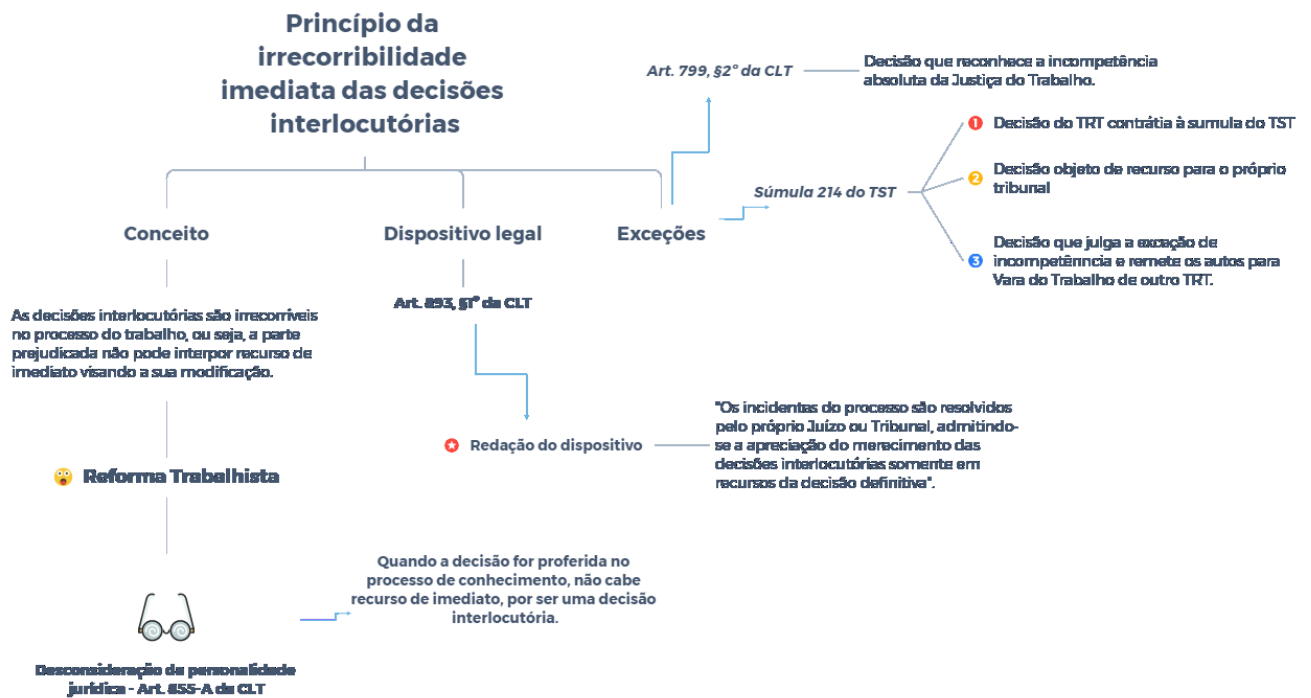 Princípio da
irrecorribilidade
imediata das decisões
interlocutórias
Art. 799, §2º da CLT
Decisão que reconhece a incompetência
absoluta da Justiça do Trabalho.
Súmula 214 do TST
1 Decisão do TRT contrátia à sumula do TST
2 Decisão objeto de recurso para o próprio
tribunal
3 Decisão que julga a exceção de
incompetênncia e remete os autos para
Vara do Trabalho de outro TRT.
Conceito
Dispositivo legal
Exceções
Art. 893, §1º da CLT
As decisões interlocutórias são irrecorríveis
no processo do trabalho, ou seja, a parte
prejudicada não pode interpor recurso de
imediato visando a sua modificação.
Redação do dispositivo
"Os incidentas do processo são resolvidos
pelo próprio Juízo ou Tribunal, admitindo-
se a apreciação do merecimento das
decisões interlocutórias somente em
recursos da decisão definitiva".
Reforma Trabalhista
Quando a decisão for proferida no
processo de conhecimento, não cabe
recurso de imediato, por ser uma decisão
interlocutória.
Desconsideração de personalidade
jurídica - Art. 855-A da CLT